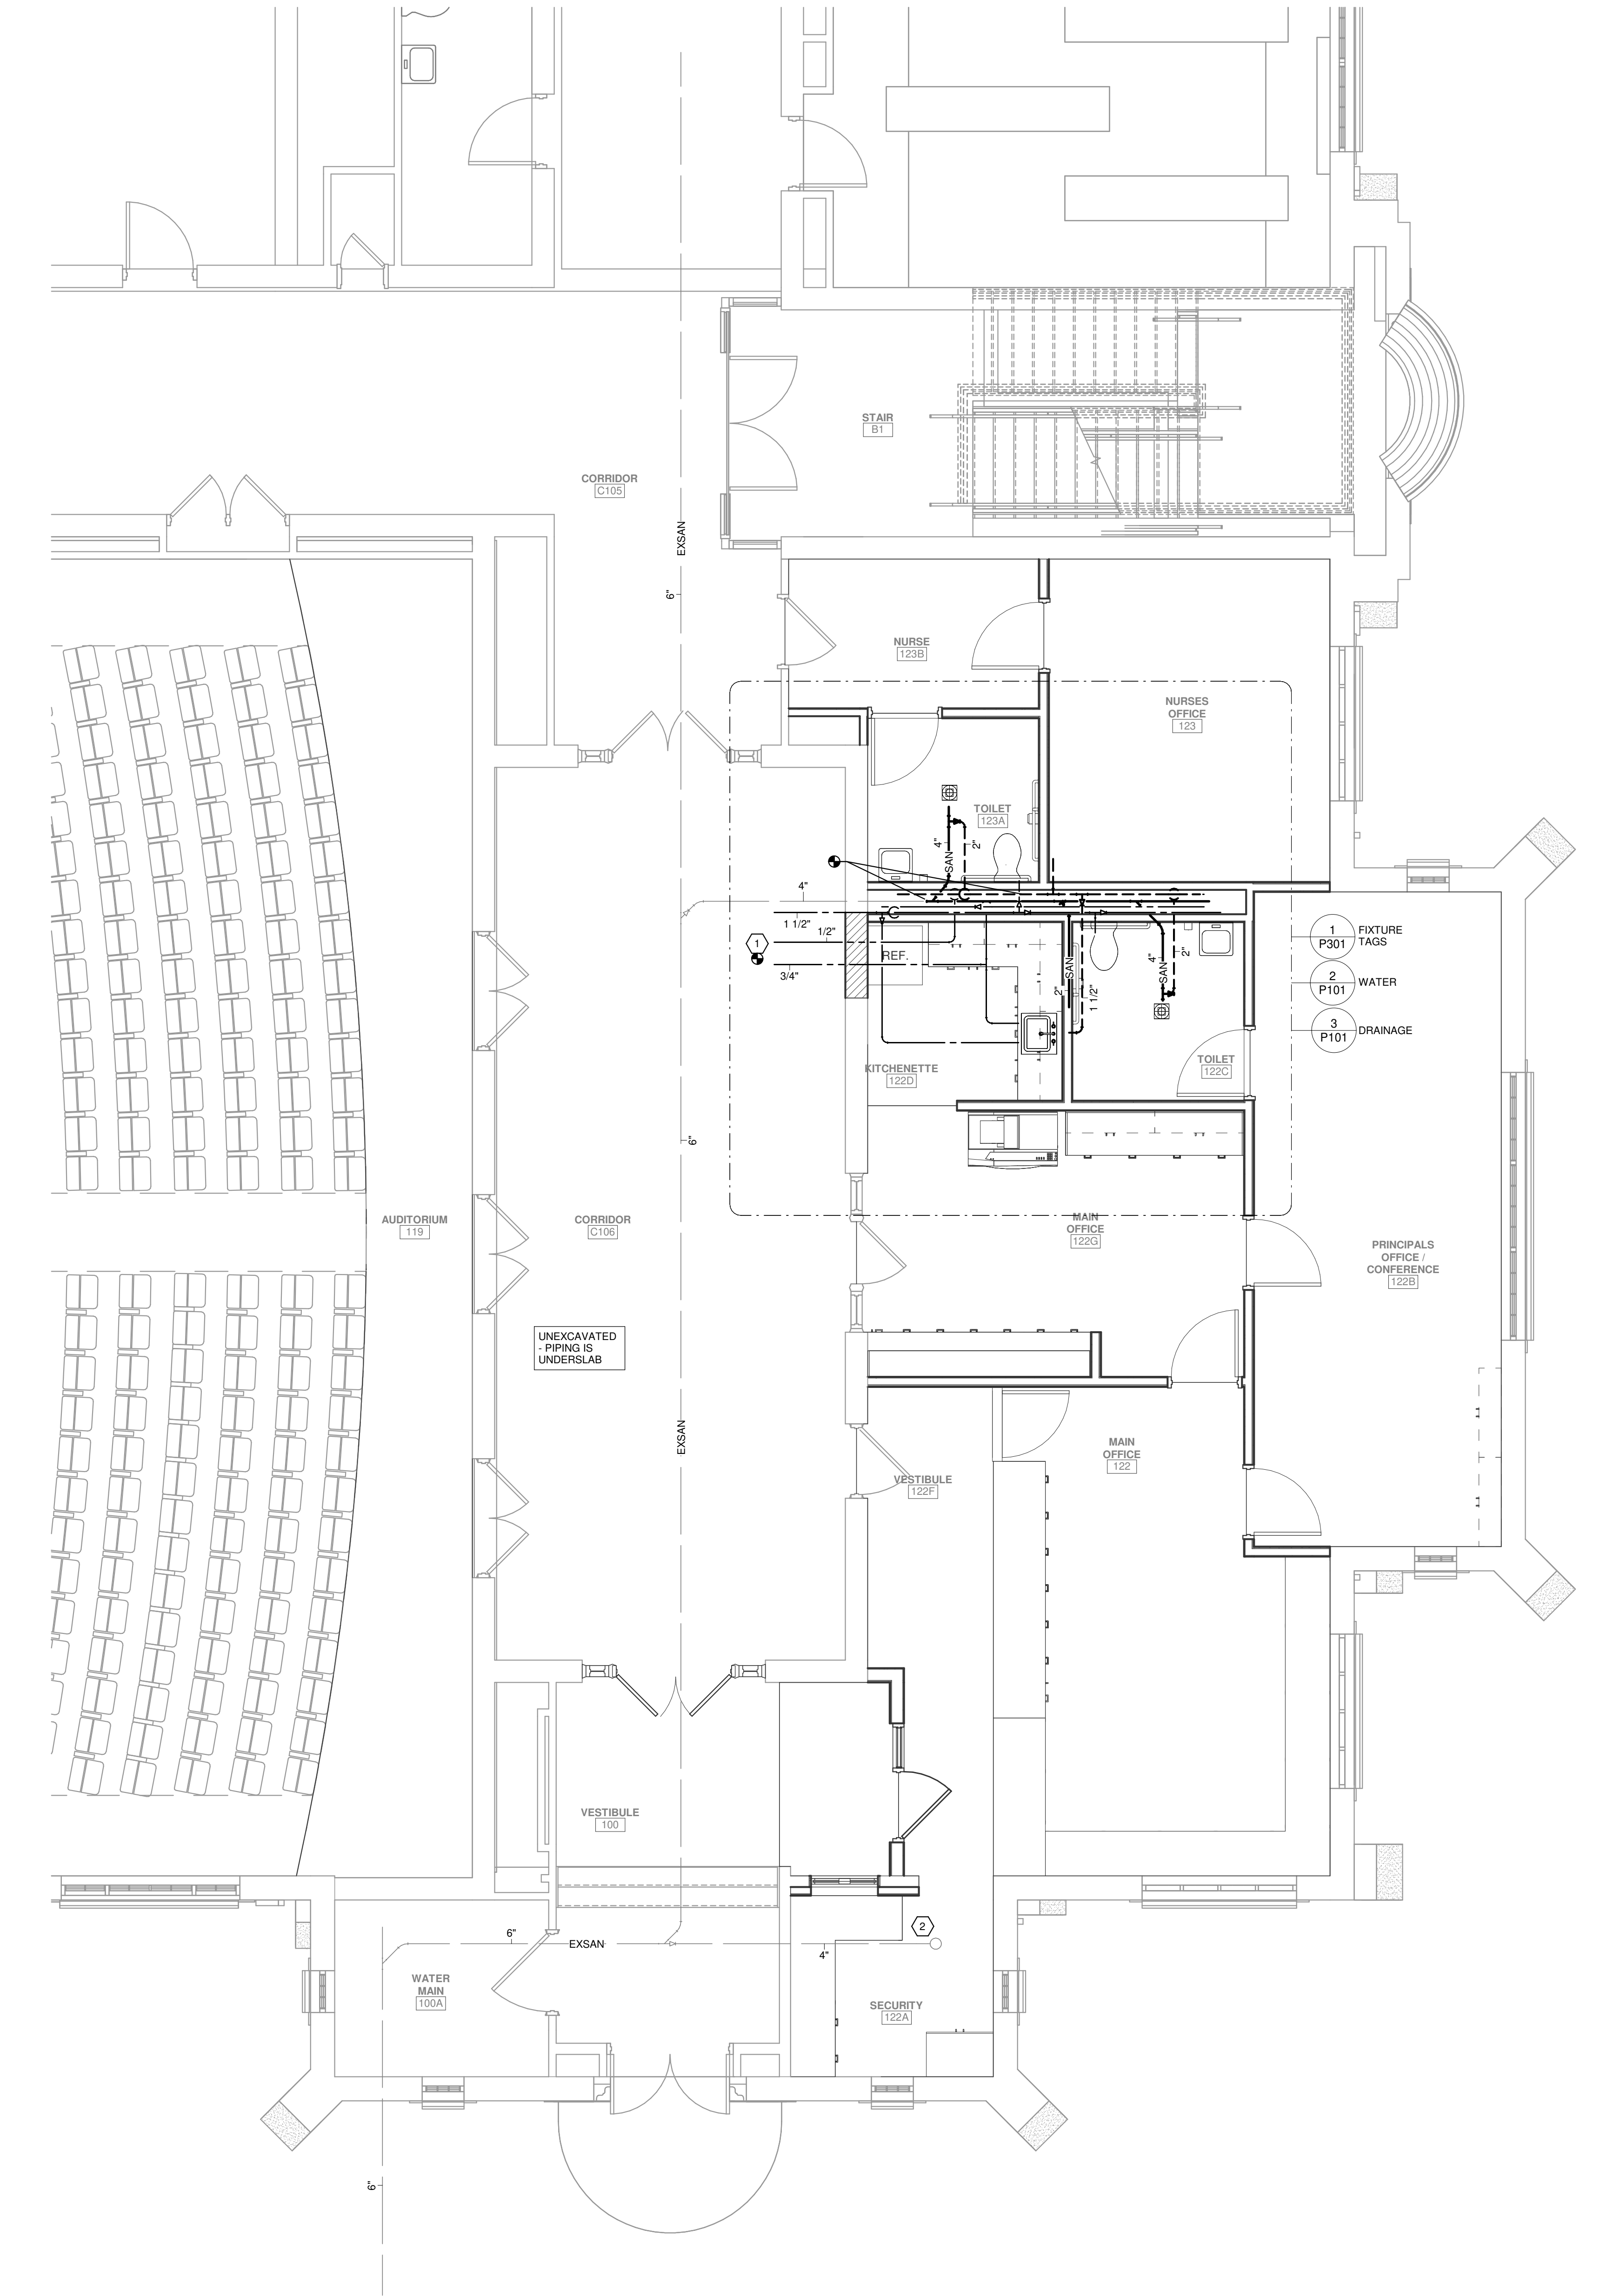 STAIR
B1
CORRIDOR
C105
EXSAN
6"
NURSE
123B
NURSES
OFFICE
123
TOILET
123A
4"
SAN
2"
4"
1 1/2"
1/2"
1
3/4"
REF.
SAN
2"
1 1/2"
4"
SAN
2"
1
P301
FIXTURE
TAGS
2
P101
WATER
3
P101
DRAINAGE
KITCHENETTE
122D
TOILET
122C
6"
AUDITORIUM
119
CORRIDOR
C106
MAIN
OFFICE
122G
PRINCIPALS
OFFICE /
CONFERENCE
122B
UNEXCAVATED
- PIPING IS
UNDERSLAB
EXSAN
MAIN
OFFICE
122
VESTIBULE
122F
VESTIBULE
100
2
6"
EXSAN
4"
WATER
MAIN
100A
SECURITY
122A
6"